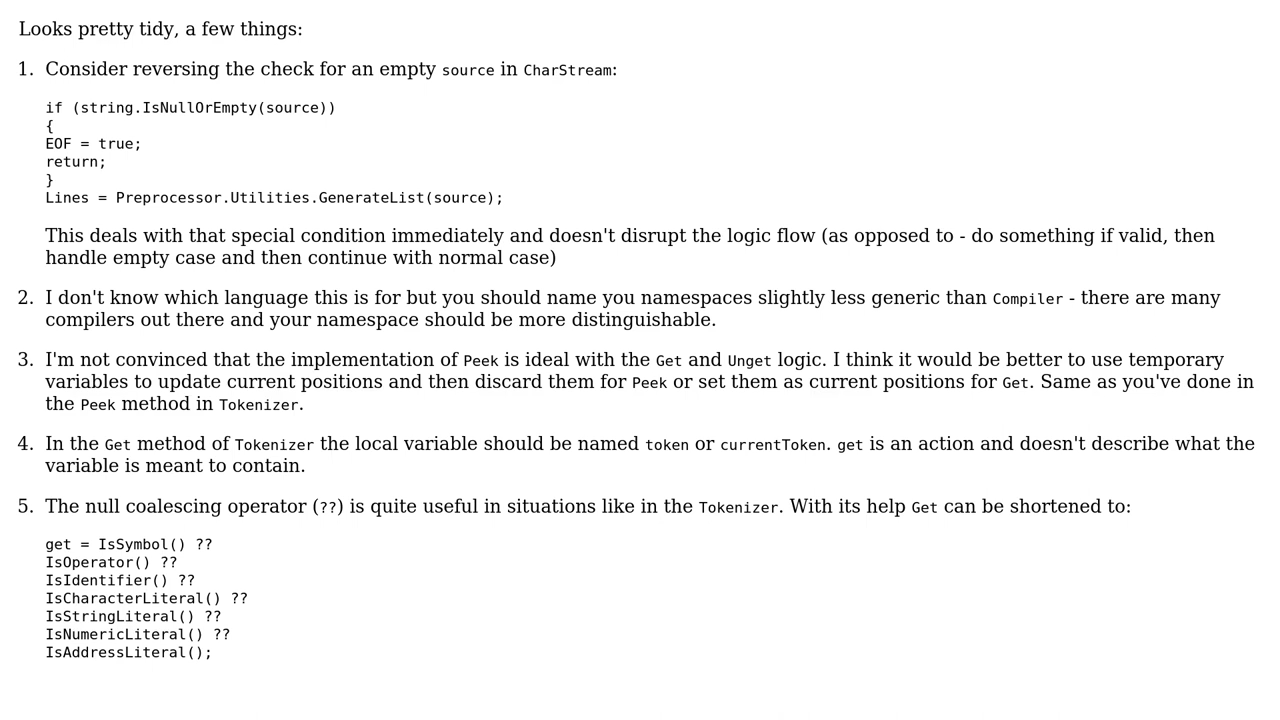 Looks pretty tidy, a few things:
1. Consider reversing the check for an empty source in CharStream:
if (string.IsNullOrEmpty(source))
{
EOF = true;
return;
}
Lines = Preprocessor.Utilities.GenerateList(source);
This deals with that special condition immediately and doesn't disrupt the logic flow (as opposed to - do something if valid, then
handle empty case and then continue with normal case)
2. I don't know which language this is for but you should name you namespaces slightly less generic than Compiler - there are many
compilers out there and your namespace should be more distinguishable.
3. I'm not convinced that the implementation of Peek is ideal with the Get and Unget logic. I think it would be better to use temporary
variables to update current positions and then discard them for Peek or set them as current positions for Get. Same as you've done in
the Peek method in Tokenizer.
4. In the Get method of Tokenizer the local variable should be named token or currentToken. get is an action and doesn't describe what the
variable is meant to contain.
5. The null coalescing operator (??) is quite useful in situations like in the Tokenizer. With its help Get can be shortened to:
get = IsSymbol() ??
IsOperator() ??
IsIdentifier() ??
IsCharacterLiteral() ??
IsStringLiteral() ??
IsNumericLiteral() ??
IsAddressLiteral();